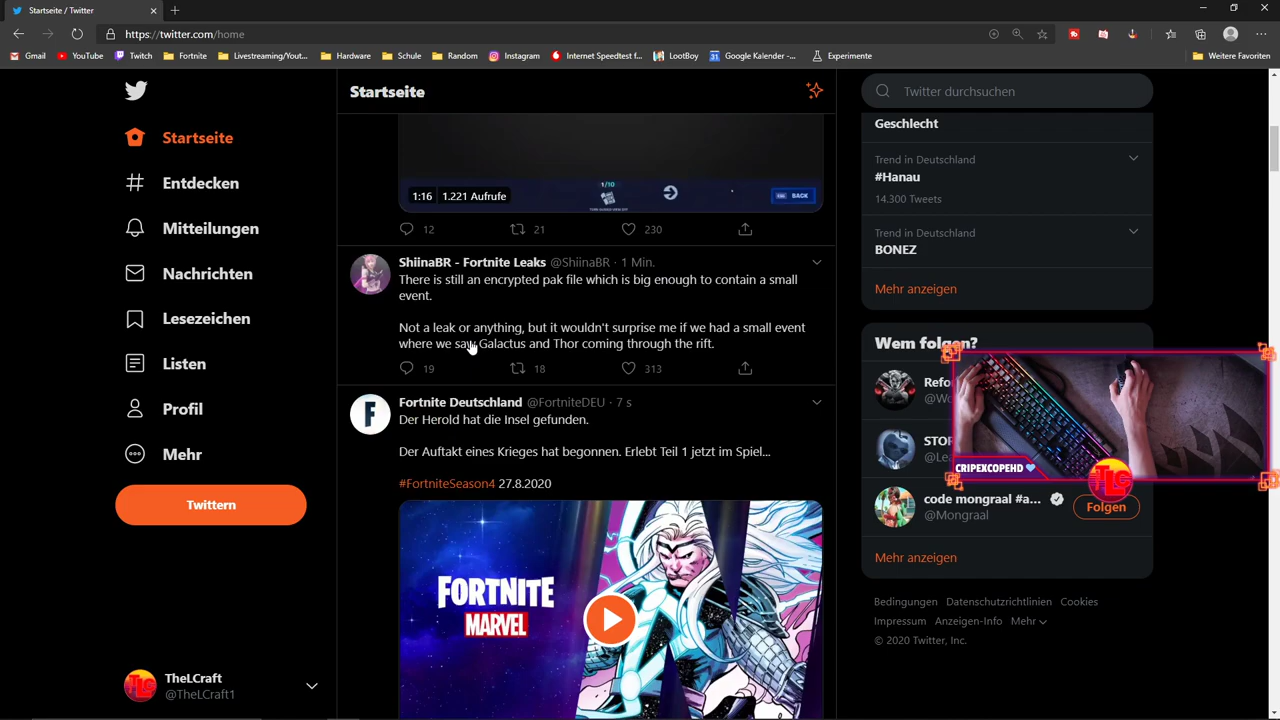 Startseite / Twitter
https://twitter.com/home
Gmail YouTube Twitch Fortnite Livestreaming/Yout... Hardware Schule Random Instagram Internet Speedtest f... LootBoy Google Kalender -... Experimente Weitere Favoriten
Startseite
Entdecken
Mitteilungen
Nachrichten
Lesezeichen
Listen
Profil
Mehr
Twittern
TheLCraft
@TheLCraft1
Startseite
1:16 1.221 Aufrufe
1/10
BACK
12 21 230
ShiinaBR - Fortnite Leaks @ShiinaBR · 1 Min.
There is still an encrypted pak file which is big enough to contain a small
event.
Not a leak or anything, but it wouldn't surprise me if we had a small event
where we saw Galactus and Thor coming through the rift.
19 18 313
Fortnite Deutschland @FortniteDEU · 7 s
Der Herold hat die Insel gefunden.
Der Auftakt eines Krieges hat begonnen. Erlebt Teil 1 jetzt im Spiel...
#FortniteSeason4 27.8.2020
FORTNITE
MARVEL
Twitter durchsuchen
Geschlecht
Trend in Deutschland
#Hanau
14.300 Tweets
Trend in Deutschland
BONEZ
Mehr anzeigen
Wem folgen?
Refo
@Wo
STO
@Le
CRIPEXCOPEHD
TLC
code mongraal #a...
@Mongraal
Folgen
Mehr anzeigen
Bedingungen Datenschutzrichtlinien Cookies
Impressum Anzeigen-Info Mehr
© 2020 Twitter, Inc.